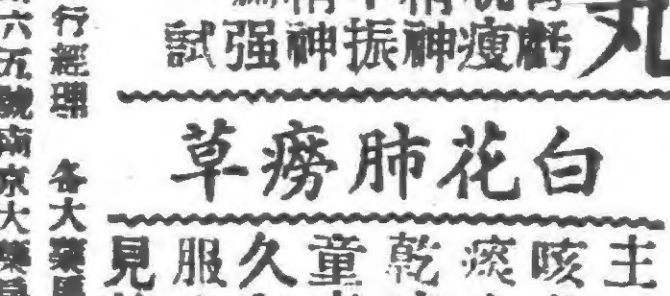 丸
虧
瘦
神
振
神
强
試
白花肺癆草
主
咳
痰
乾
童
久
服
見
行經理 各大藥
六五號南京大藥